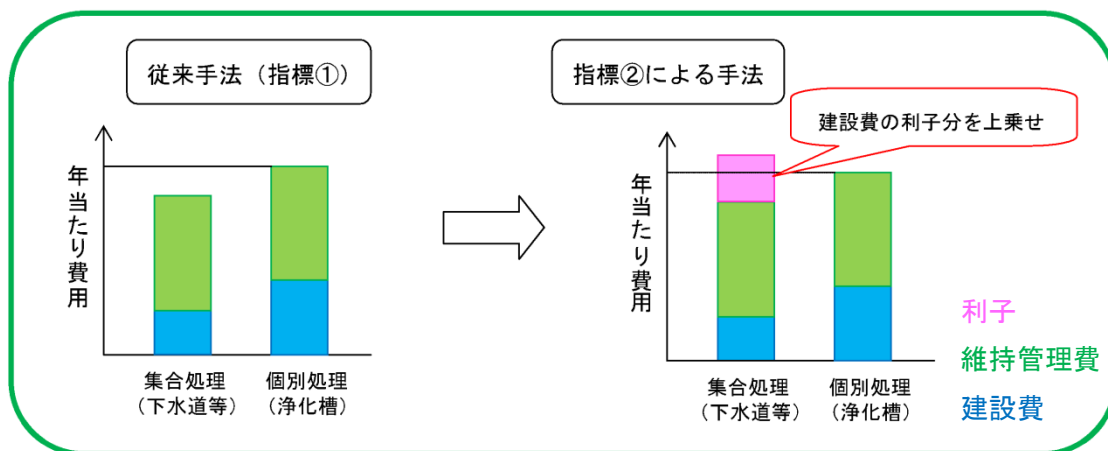 従来手法（指標①）
年当たり費用
集合処理
（下水道等）
個別処理
（浄化槽）
指標②による手法
建設費の利子分を上乗せ
年当たり費用
集合処理
（下水道等）
個別処理
（浄化槽）
利子
維持管理費
建設費